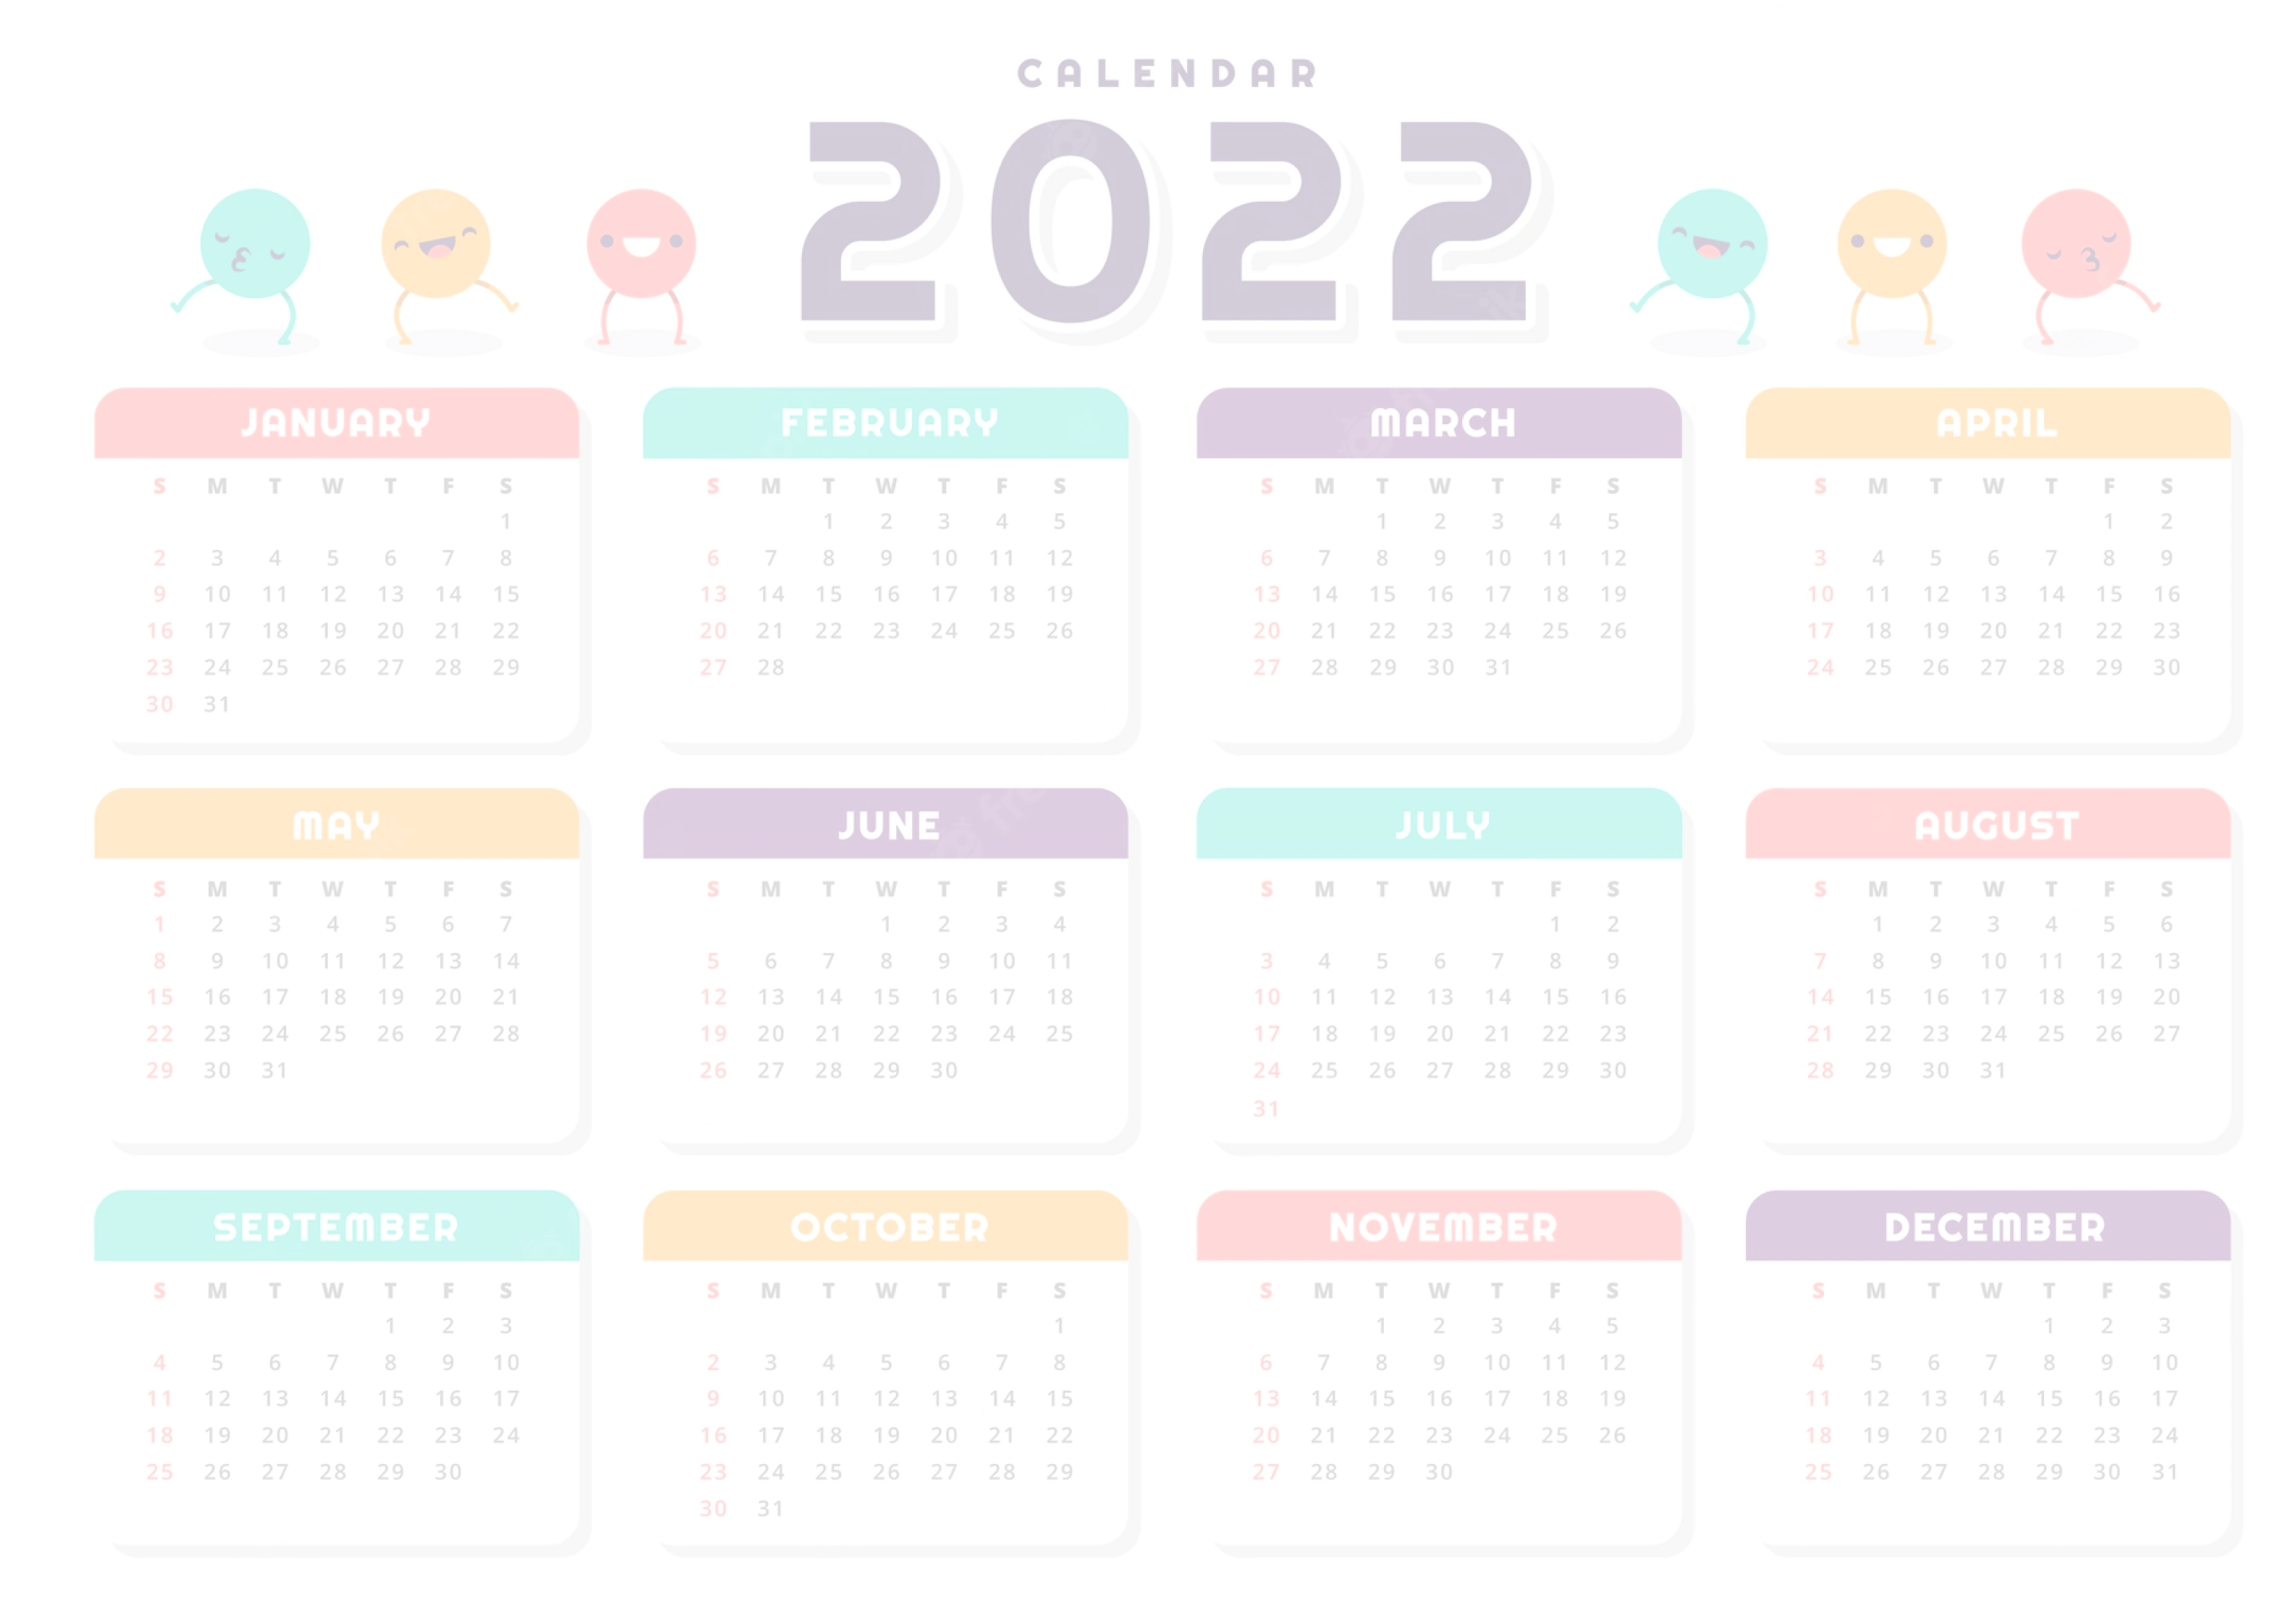 CALENDAR
2022
JANUARY
S M T W T F S
1
2 3 4 5 6 7 8
9 10 11 12 13 14 15
16 17 18 19 20 21 22
23 24 25 26 27 28 29
30 31
FEBRUARY
S M T W T F S
1 2 3 4 5
6 7 8 9 10 11 12
13 14 15 16 17 18 19
20 21 22 23 24 25 26
27 28
MARCH
S M T W T F S
1 2 3 4 5
6 7 8 9 10 11 12
13 14 15 16 17 18 19
20 21 22 23 24 25 26
27 28 29 30 31
APRIL
S M T W T F S
1 2
3 4 5 6 7 8 9
10 11 12 13 14 15 16
17 18 19 20 21 22 23
24 25 26 27 28 29 30
MAY
S M T W T F S
1 2 3 4 5 6 7
8 9 10 11 12 13 14
15 16 17 18 19 20 21
22 23 24 25 26 27 28
29 30 31
JUNE
S M T W T F S
1 2 3 4
5 6 7 8 9 10 11
12 13 14 15 16 17 18
19 20 21 22 23 24 25
26 27 28 29 30
JULY
S M T W T F S
1 2
3 4 5 6 7 8 9
10 11 12 13 14 15 16
17 18 19 20 21 22 23
24 25 26 27 28 29 30
31
AUGUST
S M T W T F S
1 2 3 4 5 6
7 8 9 10 11 12 13
14 15 16 17 18 19 20
21 22 23 24 25 26 27
28 29 30 31
SEPTEMBER
S M T W T F S
1 2 3
4 5 6 7 8 9 10
11 12 13 14 15 16 17
18 19 20 21 22 23 24
25 26 27 28 29 30
OCTOBER
S M T W T F S
1
2 3 4 5 6 7 8
9 10 11 12 13 14 15
16 17 18 19 20 21 22
23 24 25 26 27 28 29
30 31
NOVEMBER
S M T W T F S
1 2 3 4 5
6 7 8 9 10 11 12
13 14 15 16 17 18 19
20 21 22 23 24 25 26
27 28 29 30
DECEMBER
S M T W T F S
1 2 3
4 5 6 7 8 9 10
11 12 13 14 15 16 17
18 19 20 21 22 23 24
25 26 27 28 29 30 31